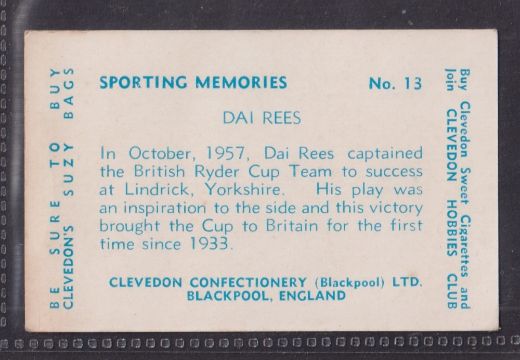 BE SURE TO BUY
CLEVEDON'S SUZY BAGS
SPORTING MEMORIES No. 13
DAI REES
In October, 1957, Dai Rees captained
the British Ryder Cup Team to success
at Lindrick, Yorkshire. His play was
an inspiration to the side and this victory
brought the Cup to Britain for the first
time since 1933.
CLEVEDON CONFECTIONERY (Blackpool) LTD.
BLACKPOOL, ENGLAND
Buy Clevedon Sweet Cigarettes and
Join CLEVEDON HOBBIES CLUB